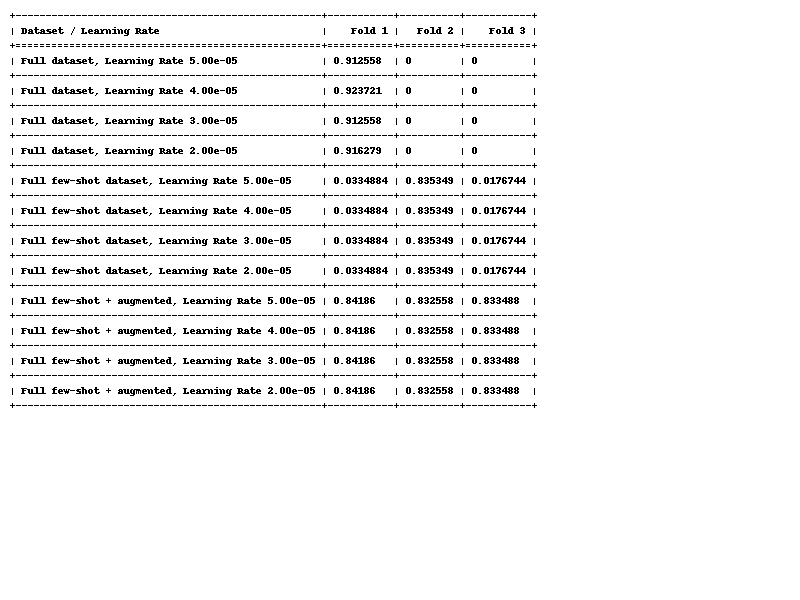 +---------------------------------------------------+-----------+----------+-----------+
| Dataset / Learning Rate                           |    Fold 1 |   Fold 2 |    Fold 3 |
+===================================================+===========+==========+===========+
| Full dataset, Learning Rate 5.00e-05              | 0.912558  | 0        | 0         |
+---------------------------------------------------+-----------+----------+-----------+
| Full dataset, Learning Rate 4.00e-05              | 0.923721  | 0        | 0         |
+---------------------------------------------------+-----------+----------+-----------+
| Full dataset, Learning Rate 3.00e-05              | 0.912558  | 0        | 0         |
+---------------------------------------------------+-----------+----------+-----------+
| Full dataset, Learning Rate 2.00e-05              | 0.916279  | 0        | 0         |
+---------------------------------------------------+-----------+----------+-----------+
| Full few-shot dataset, Learning Rate 5.00e-05     | 0.0334884 | 0.835349 | 0.0176744 |
+---------------------------------------------------+-----------+----------+-----------+
| Full few-shot dataset, Learning Rate 4.00e-05     | 0.0334884 | 0.835349 | 0.0176744 |
+---------------------------------------------------+-----------+----------+-----------+
| Full few-shot dataset, Learning Rate 3.00e-05     | 0.0334884 | 0.835349 | 0.0176744 |
+---------------------------------------------------+-----------+----------+-----------+
| Full few-shot dataset, Learning Rate 2.00e-05     | 0.0334884 | 0.835349 | 0.0176744 |
+---------------------------------------------------+-----------+----------+-----------+
| Full few-shot + augmented, Learning Rate 5.00e-05 | 0.84186   | 0.832558 | 0.833488  |
+---------------------------------------------------+-----------+----------+-----------+
| Full few-shot + augmented, Learning Rate 4.00e-05 | 0.84186   | 0.832558 | 0.833488  |
+---------------------------------------------------+-----------+----------+-----------+
| Full few-shot + augmented, Learning Rate 3.00e-05 | 0.84186   | 0.832558 | 0.833488  |
+---------------------------------------------------+-----------+----------+-----------+
| Full few-shot + augmented, Learning Rate 2.00e-05 | 0.84186   | 0.832558 | 0.833488  |
+---------------------------------------------------+-----------+----------+-----------+